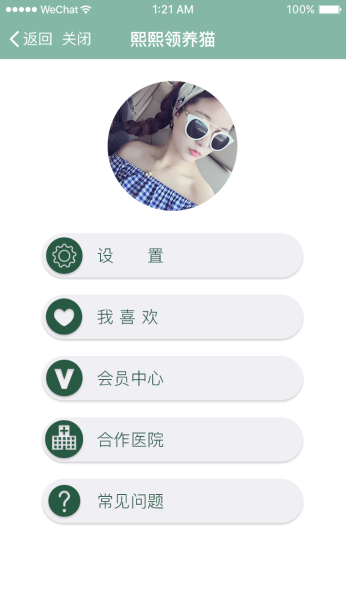 WeChat 1:21 AM 100%
返回 关闭 熙熙领养猫
设 置
我 喜 欢
V
会员中心
合作医院
?
常见问题